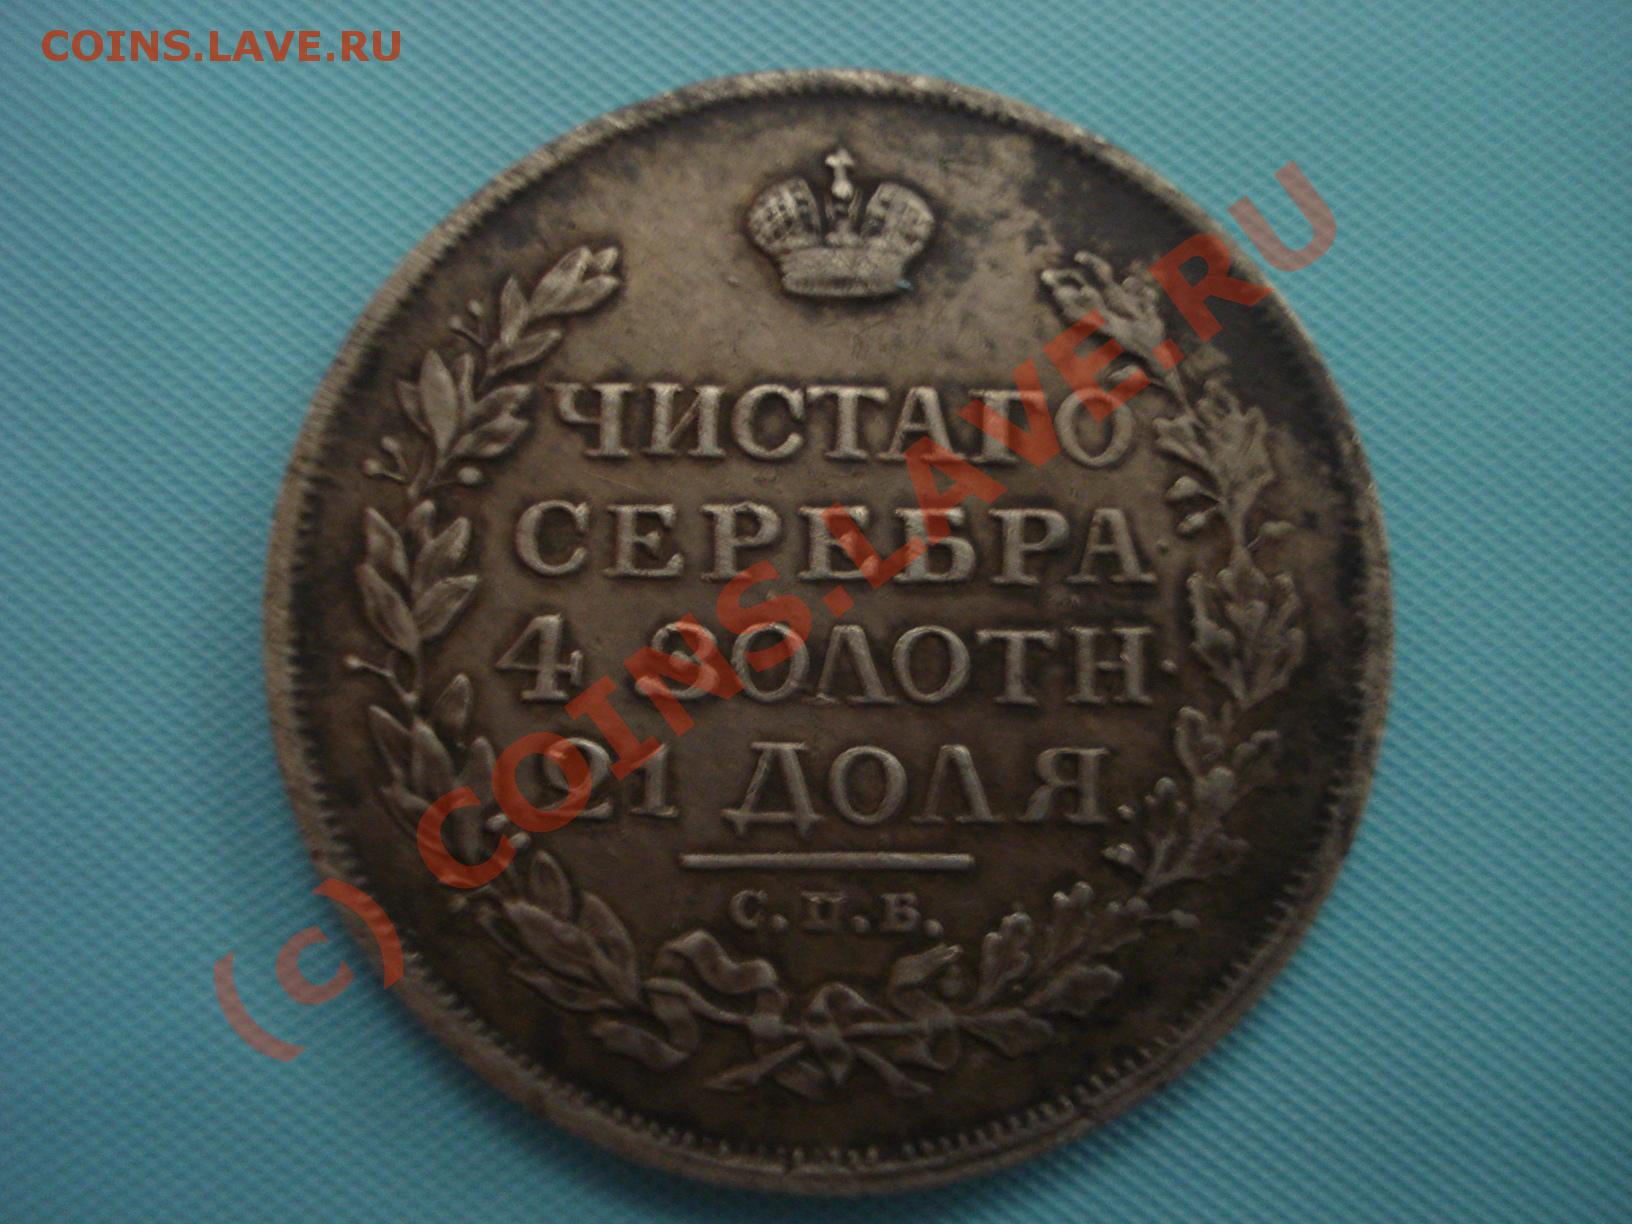 COINS.LAVE.RU
ЧИСТАГО
СЕРЕБРА
4 ЗОЛОТН
21 ДОЛЯ.
С.П.Б.
(c) COINS.LAVE.RU